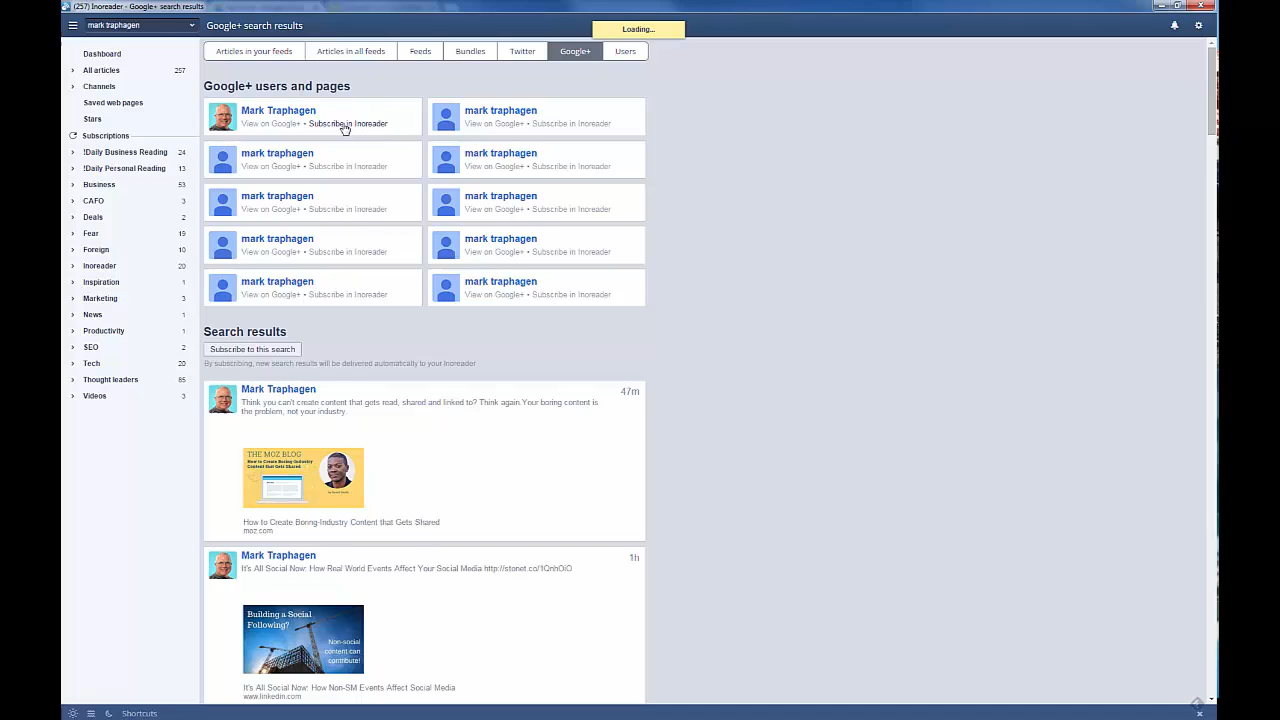 (257) Inoreader - Google+ search results
mark traphagen
Google+ search results
Loading...
Dashboard
All articles 257
Channels
Saved web pages
Stars
Subscriptions
!Daily Business Reading 24
!Daily Personal Reading 13
Business 53
CAFO 3
Deals 2
Fear 19
Foreign 10
Inoreader 20
Inspiration 1
Marketing 3
News 1
Productivity 1
SEO 2
Tech 20
Thought leaders 85
Videos 3
Articles in your feeds Articles in all feeds Feeds Bundles Twitter Google+ Users
Google+ users and pages
Mark Traphagen
View on Google+ • Subscribe in Inoreader
mark traphagen
View on Google+ • Subscribe in Inoreader
mark traphagen
View on Google+ • Subscribe in Inoreader
mark traphagen
View on Google+ • Subscribe in Inoreader
mark traphagen
View on Google+ • Subscribe in Inoreader
mark traphagen
View on Google+ • Subscribe in Inoreader
mark traphagen
View on Google+ • Subscribe in Inoreader
mark traphagen
View on Google+ • Subscribe in Inoreader
mark traphagen
View on Google+ • Subscribe in Inoreader
mark traphagen
View on Google+ • Subscribe in Inoreader
Search results
Subscribe to this search
By subscribing, new search results will be delivered automatically to your Inoreader
Mark Traphagen 47m
Think you can't create content that gets read, shared and linked to? Think again.Your boring content is
the problem, not your industry.
THE MOZ BLOG
How to Create Boring-Industry
Content that Gets Shared
How to Create Boring-Industry Content that Gets Shared
moz.com
Mark Traphagen 1h
It's All Social Now: How Real World Events Affect Your Social Media http://stonet.co/1QnhOiO
Building a Social
Following?
Non-social
content can
contribute!
It's All Social Now: How Non-SM Events Affect Social Media
www.linkedin.com
Shortcuts